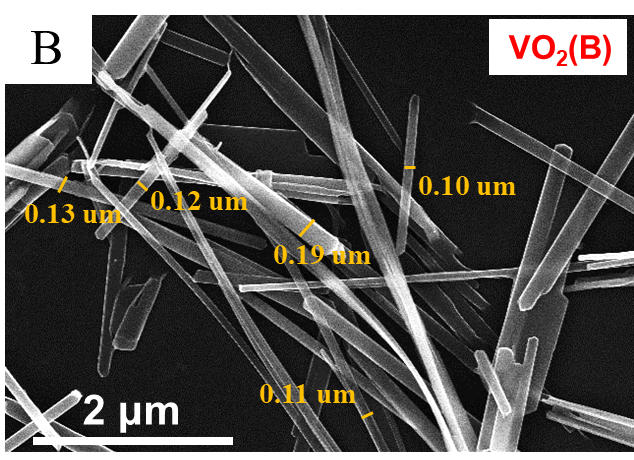 B
VO₂(B)
0.10 um
0.12 um
0.13 um
0.19 um
0.11 um
2 µm